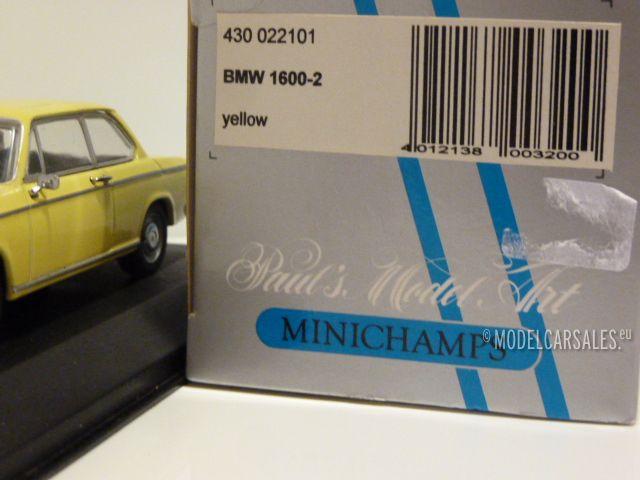 430 022101
BMW 1600-2
yellow
4 012138 003200
Paul's Model Art
MINICHAMPS
©MODELCARSALES.eu